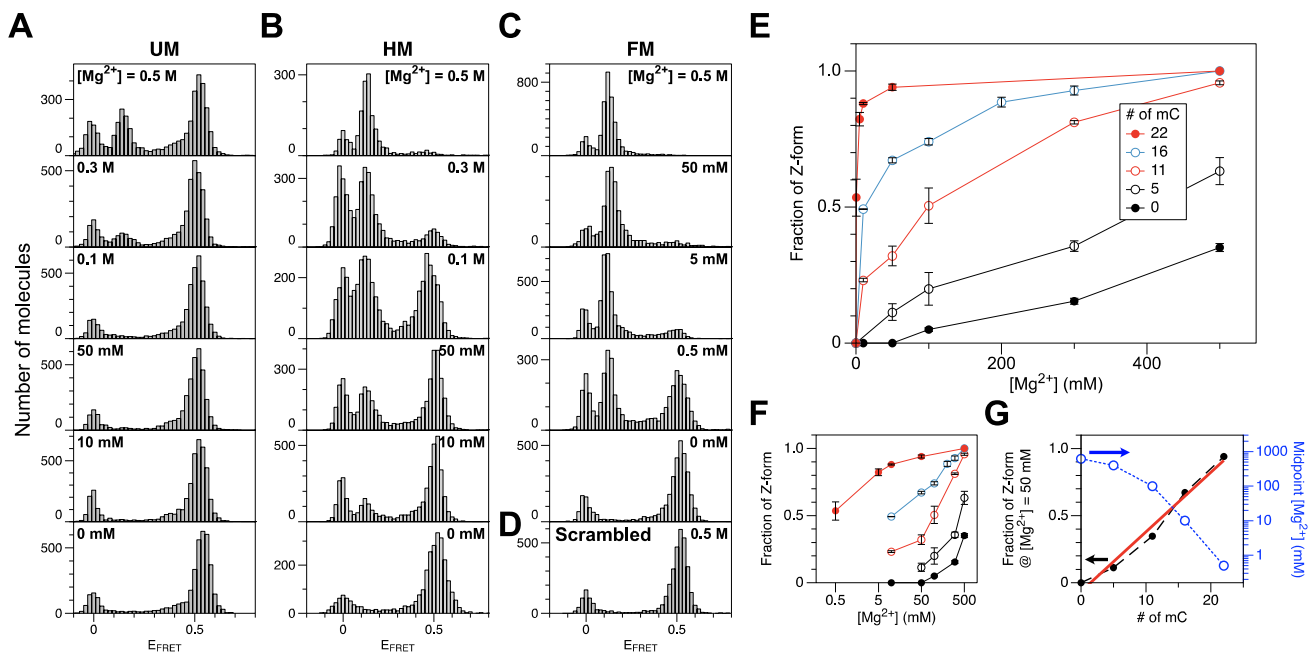 A
UM
[Mg²⁺] = 0.5 M
300
0
0.3 M
500
0
0.1 M
500
0
50 mM
500
0
10 mM
500
0
0 mM
500
0
0
0.5
E_FRET
Number of molecules
B
HM
[Mg²⁺] = 0.5 M
300
0
0.3
300
0
0.1 M
200
0
50 mM
300
0
10 mM
500
0
0 mM
300
0
0
0.5
E_FRET
C
FM
[Mg²⁺] = 0.5 M
800
0
50 mM
300
0
5 mM
500
0
0.5 mM
300
0
0 mM
500
0
D
Scrambled
0.5 M
500
0
0
0.5
E_FRET
E
1.0
0.5
0
Fraction of Z-form
# of mC
22
16
11
5
0
200
400
[Mg²⁺] (mM)
F
1.0
0.5
0
Fraction of Z-form
0.5
5
50
500
[Mg²⁺] (mM)
G
1.0
0.5
0
Fraction of Z-form
@ [Mg²⁺] = 50 mM
0
10
20
# of mC
1000
100
10
1
Midpoint [Mg²⁺] (mM)